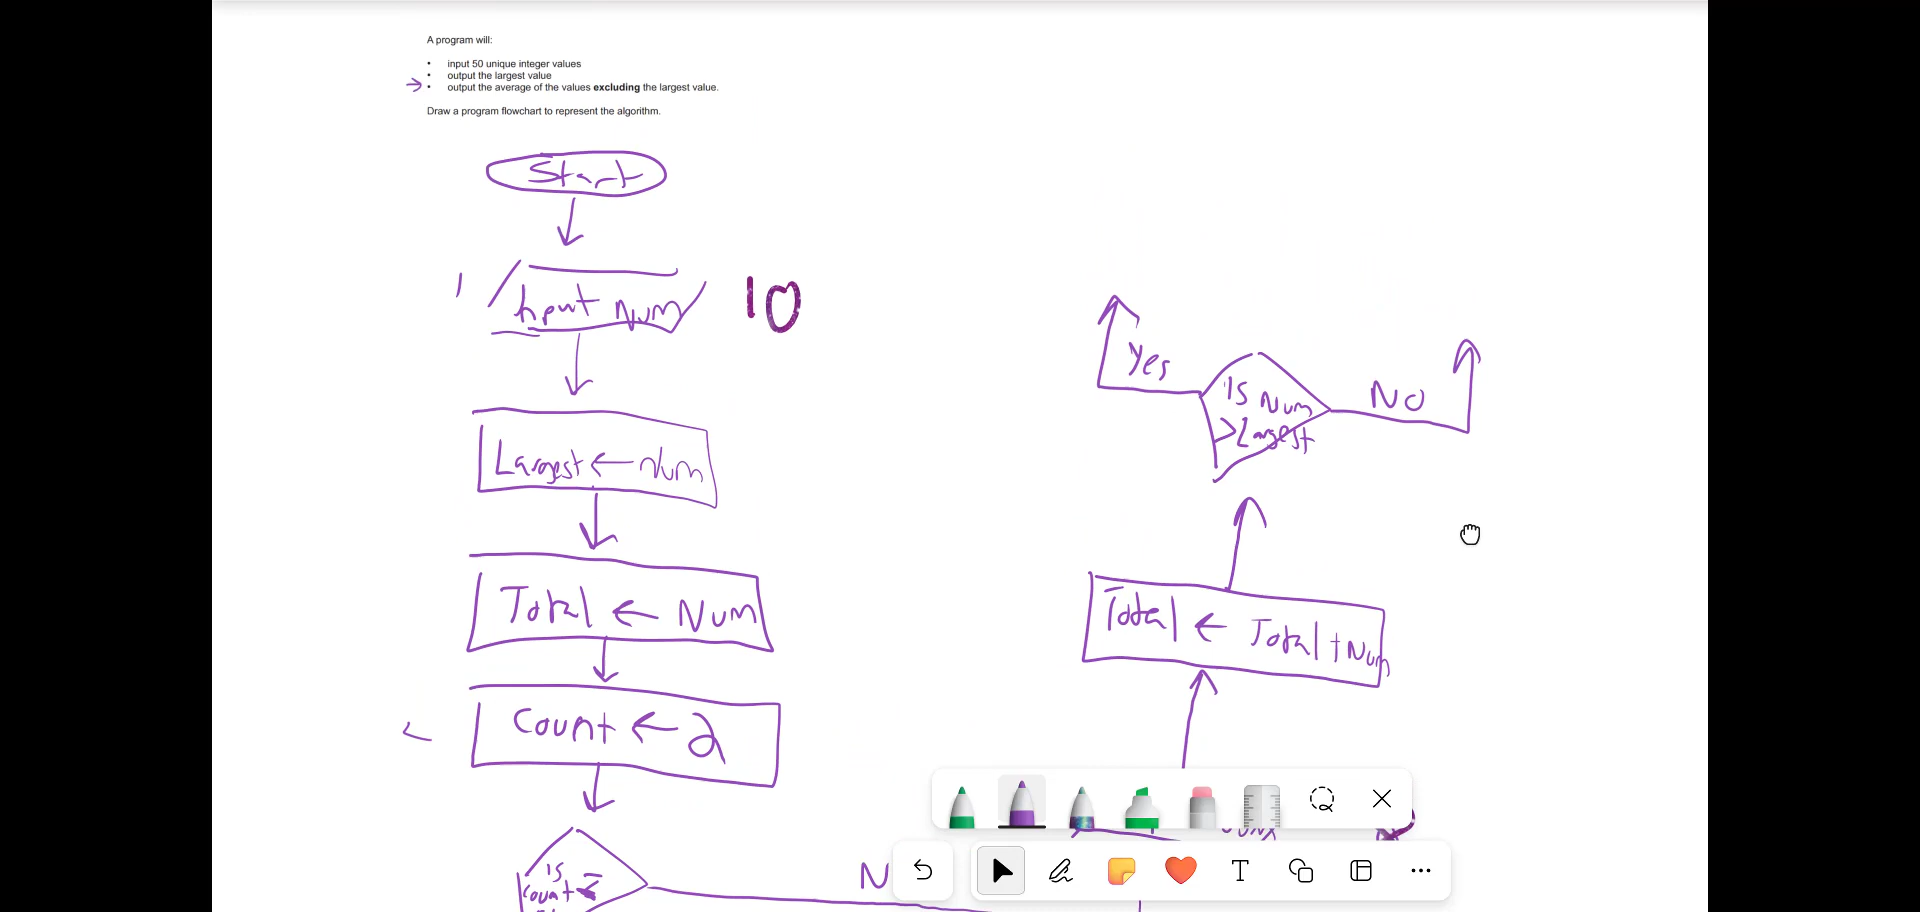 A program will:
• input 50 unique integer values
• output the largest value
→ • output the average of the values excluding the largest value.
Draw a program flowchart to represent the algorithm.
Start
Input Num
10
Largest ← Num
Total ← Num
Count ← 2
Is
Count
N
Yes
Is Num
>Largest
No
Total ← Total + Num
T